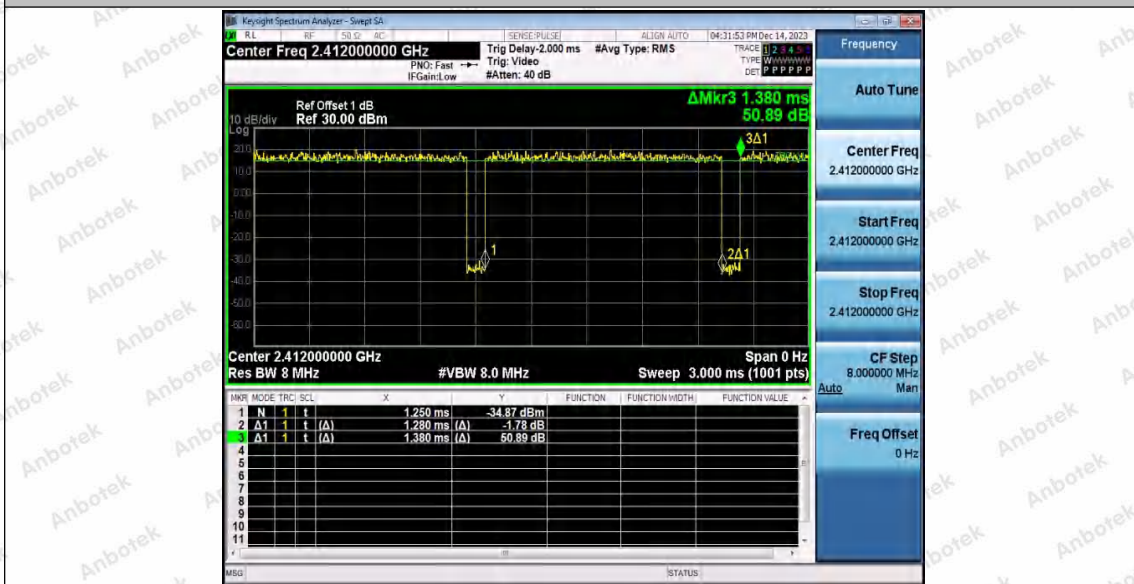 Keysight Spectrum Analyzer - Swept SA
RL RF 50 Ω AC SENSE:PULSE ALIGN AUTO 04:31:53 PM Dec 14, 2023
Center Freq 2.412000000 GHz
PNO: Fast
IFGain:Low
Trig Delay-2.000 ms
Trig: Video
#Atten: 40 dB
#Avg Type: RMS
TRACE 1 2 3 4 5 6
TYPE W
DET P P P P P P
ΔMkr3 1.380 ms
50.89 dB
Ref Offset 1 dB
10 dB/div Ref 30.00 dBm
Log
20.0
10.0
0.00
-10.0
-20.0
-30.0
-40.0
-50.0
-60.0
3Δ1
1
2Δ1
Center 2.412000000 GHz Span 0 Hz
Res BW 8 MHz #VBW 8.0 MHz Sweep 3.000 ms (1001 pts)
MKR MODE TRC SCL X Y FUNCTION FUNCTION WIDTH FUNCTION VALUE
1 N 1 t 1.250 ms -34.87 dBm
2 Δ1 1 t (Δ) 1.280 ms (Δ) -1.78 dB
3 Δ1 1 t (Δ) 1.380 ms (Δ) 50.89 dB
4
5
6
7
8
9
10
11
MSG STATUS
Frequency
Auto Tune
Center Freq
2.412000000 GHz
Start Freq
2.412000000 GHz
Stop Freq
2.412000000 GHz
CF Step
8.000000 MHz
Auto Man
Freq Offset
0 Hz
Anbotek